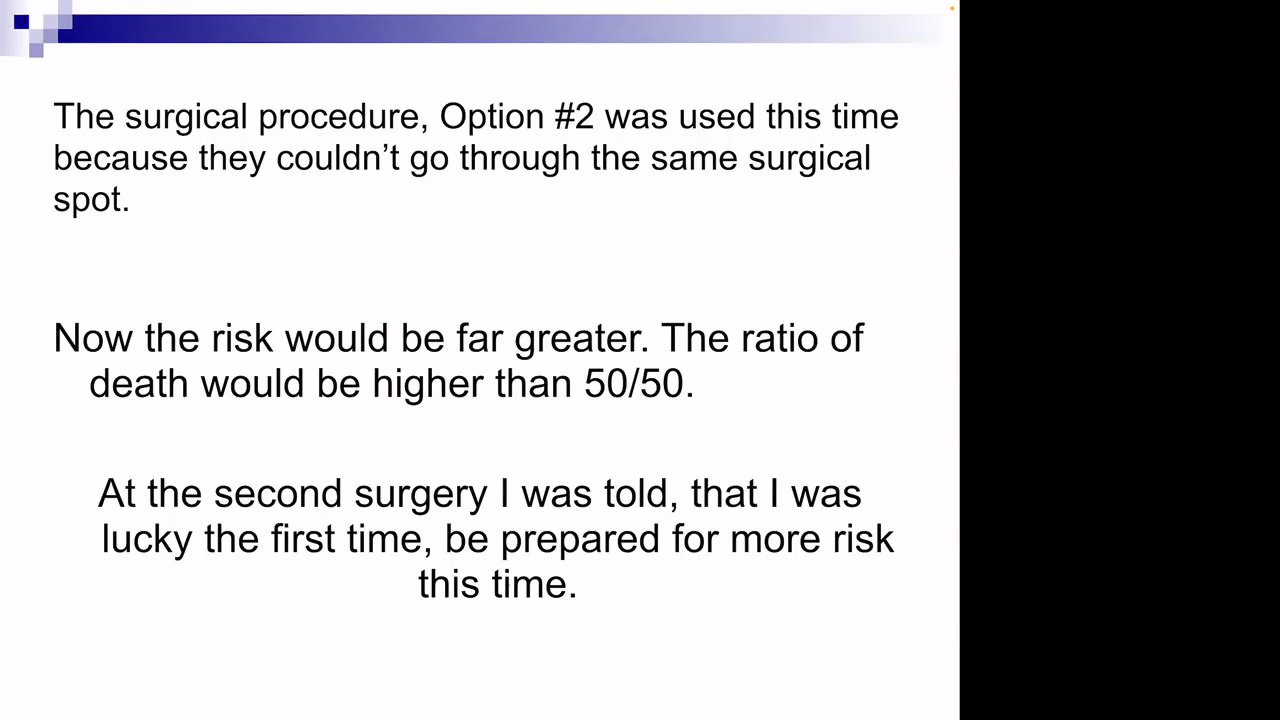 The surgical procedure, Option #2 was used this time
because they couldn’t go through the same surgical
spot.
Now the risk would be far greater. The ratio of
death would be higher than 50/50.
At the second surgery I was told, that I was
lucky the first time, be prepared for more risk
this time.